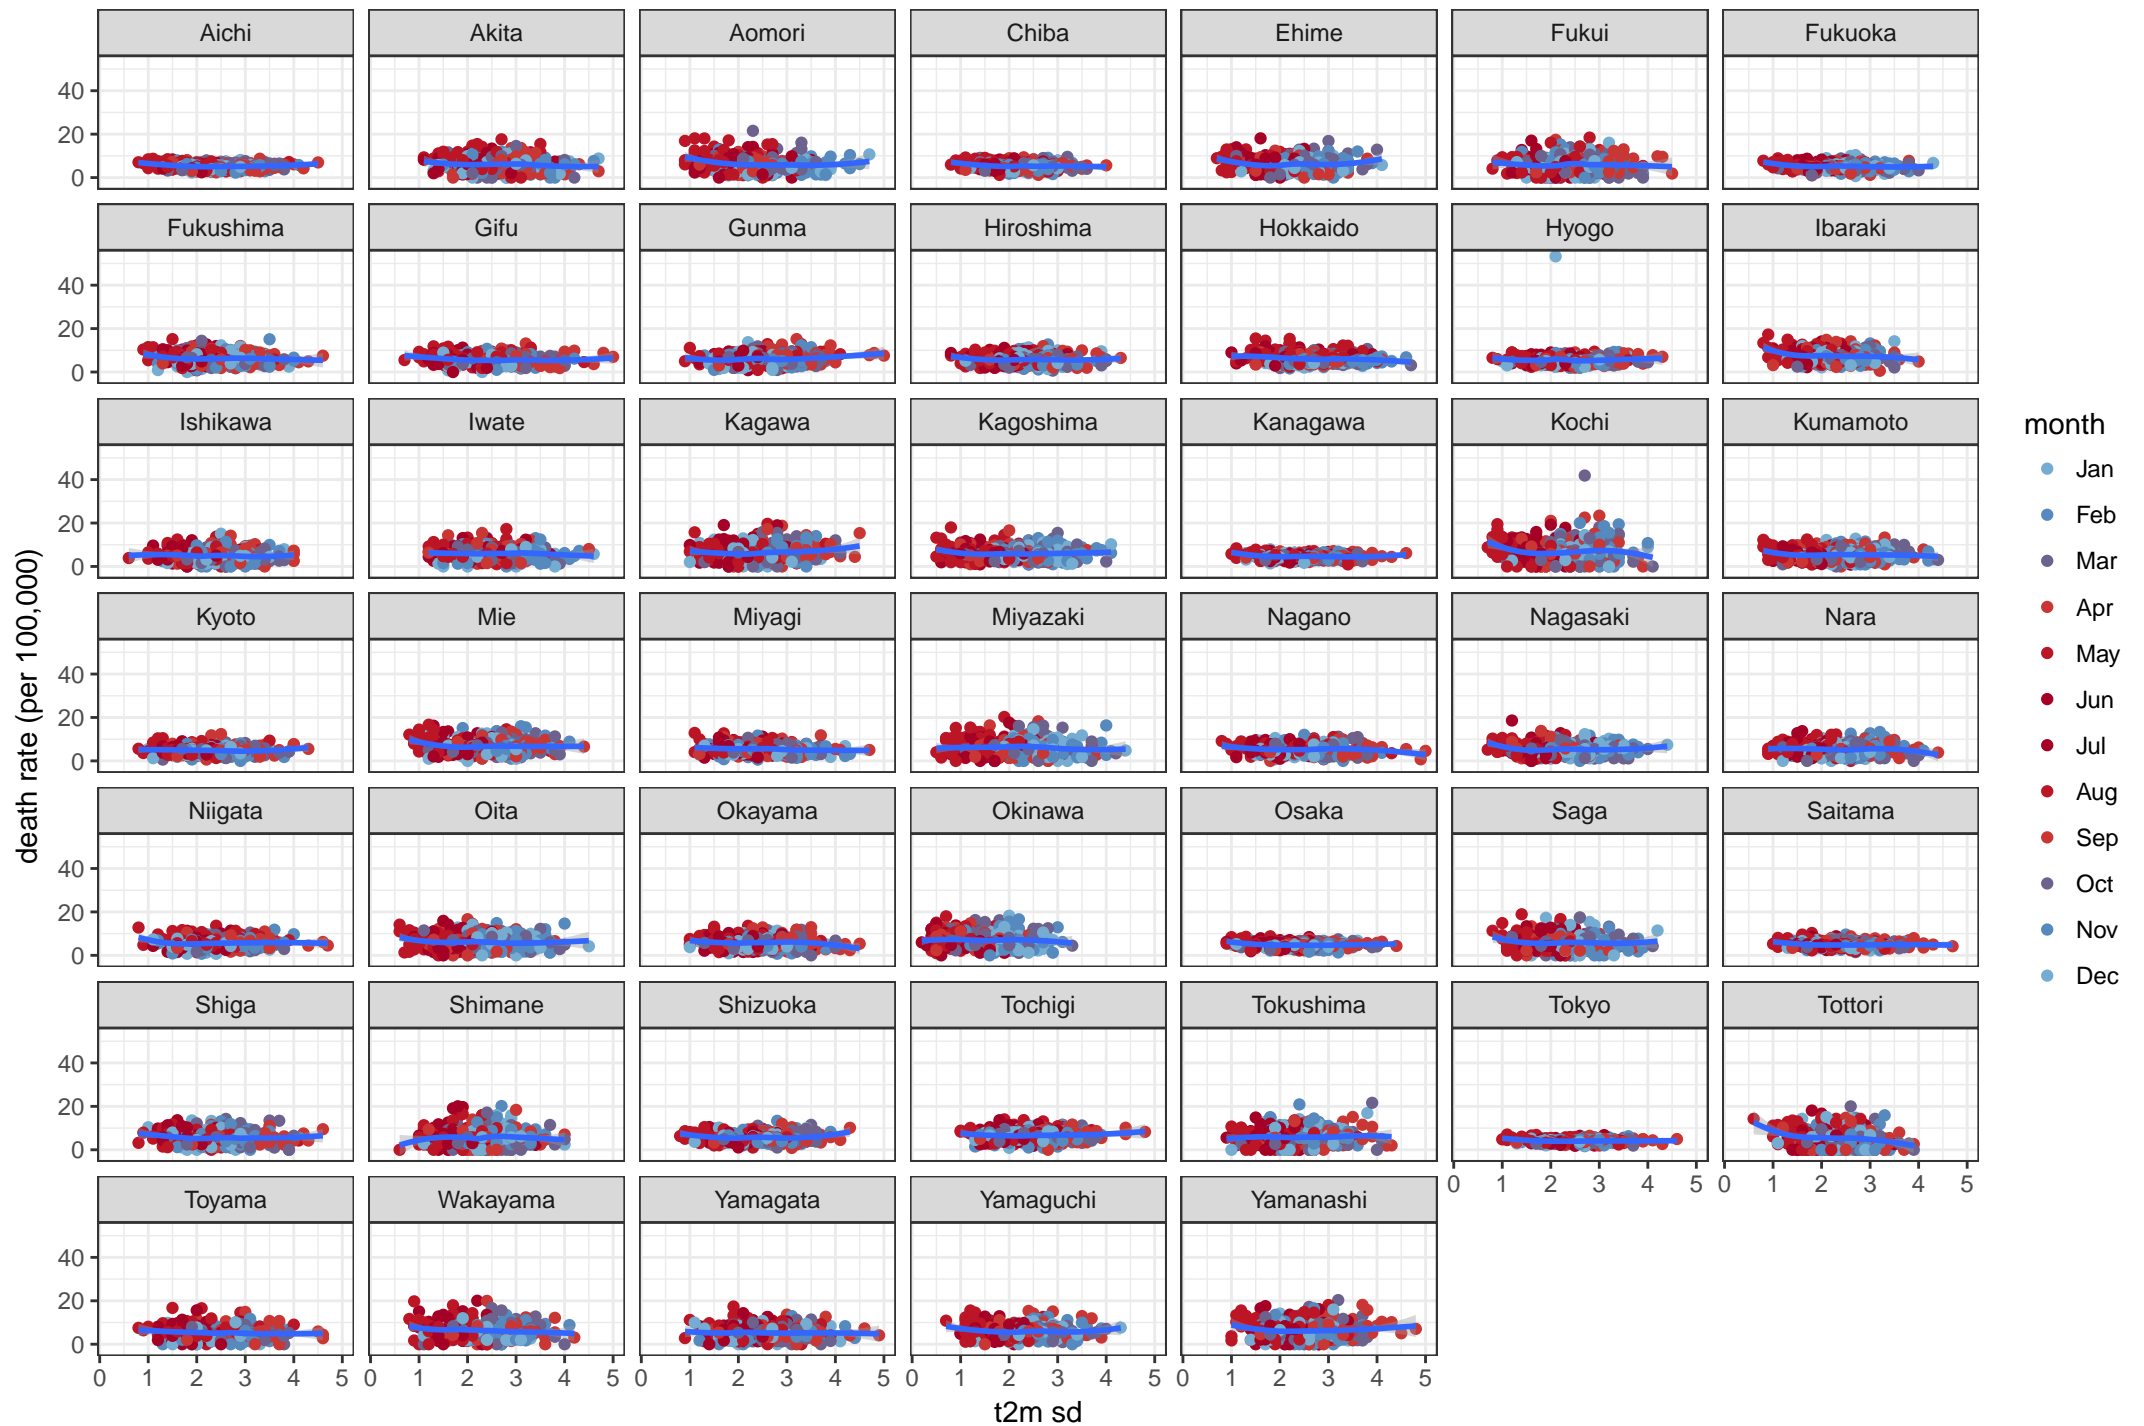 Aichi Akita Aomori Chiba Ehime Fukui Fukuoka
40
20
0
Fukushima Gifu Gunma Hiroshima Hokkaido Hyogo Ibaraki
40
20
0
Ishikawa Iwate Kagawa Kagoshima Kanagawa Kochi Kumamoto
40
20
0
Kyoto Mie Miyagi Miyazaki Nagano Nagasaki Nara
40
20
0
Niigata Oita Okayama Okinawa Osaka Saga Saitama
40
20
0
Shiga Shimane Shizuoka Tochigi Tokushima Tokyo Tottori
40
20
0
0 1 2 3 4 5 0 1 2 3 4 5
Toyama Wakayama Yamagata Yamaguchi Yamanashi
40
20
0
0 1 2 3 4 5 0 1 2 3 4 5 0 1 2 3 4 5 0 1 2 3 4 5 0 1 2 3 4 5
t2m sd
death rate (per 100,000)
month
Jan
Feb
Mar
Apr
May
Jun
Jul
Aug
Sep
Oct
Nov
Dec